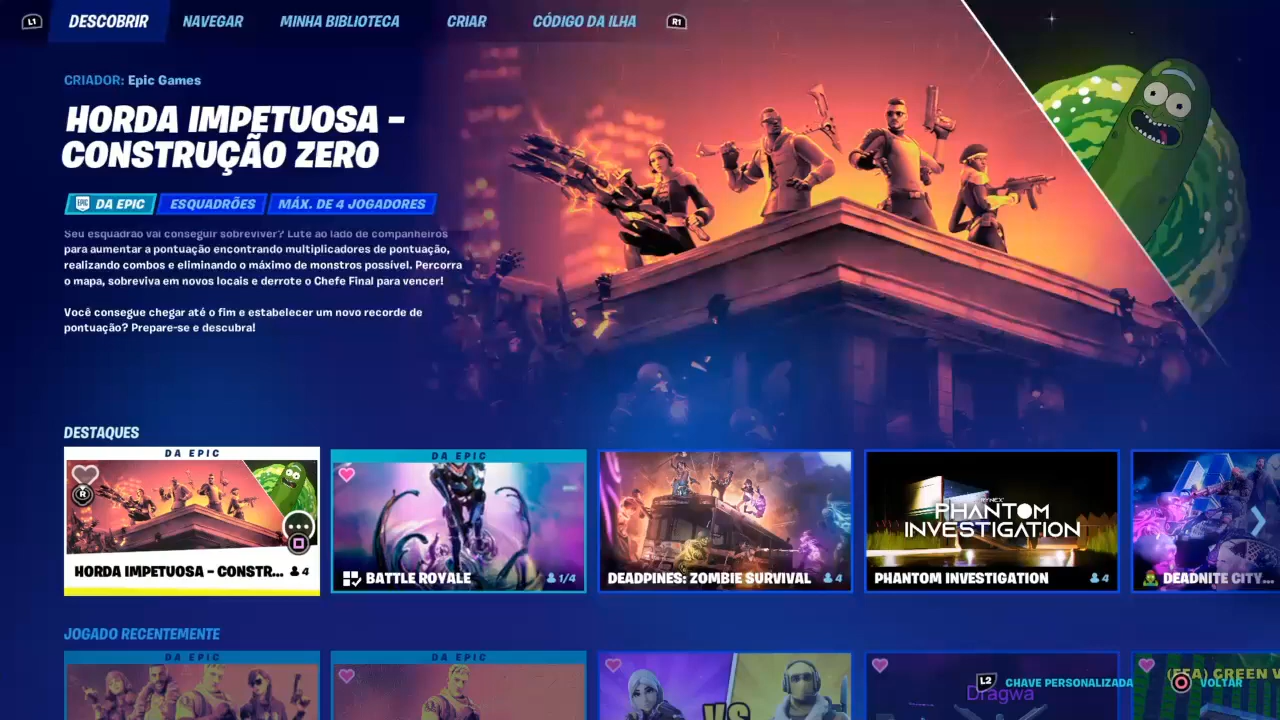 L1 DESCOBRIR NAVEGAR MINHA BIBLIOTECA CRIAR CÓDIGO DA ILHA R1
CRIADOR: Epic Games
HORDA IMPETUOSA -
CONSTRUÇÃO ZERO
EPIC DA EPIC ESQUADRÕES MÁX. DE 4 JOGADORES
Seu esquadrão vai conseguir sobreviver? Lute ao lado de companheiros
para aumentar a pontuação encontrando multiplicadores de pontuação,
realizando combos e eliminando o máximo de monstros possível. Percorra
o mapa, sobreviva em novos locais e derrote o Chefe Final para vencer!
Você consegue chegar até o fim e estabelecer um novo recorde de
pontuação? Prepare-se e descubra!
DESTAQUES
DA EPIC
R
HORDA IMPETUOSA - CONSTR... 4
DA EPIC
BATTLE ROYALE 1/4
DEADPINES: ZOMBIE SURVIVAL 4
PHANTOM
INVESTIGATION
PHANTOM INVESTIGATION 4
DEADNITE CITY...
JOGADO RECENTEMENTE
DA EPIC
DA EPIC
VS
Dragwa
(FFA) GREEN
L2 CHAVE PERSONALIZADA
VOLTAR